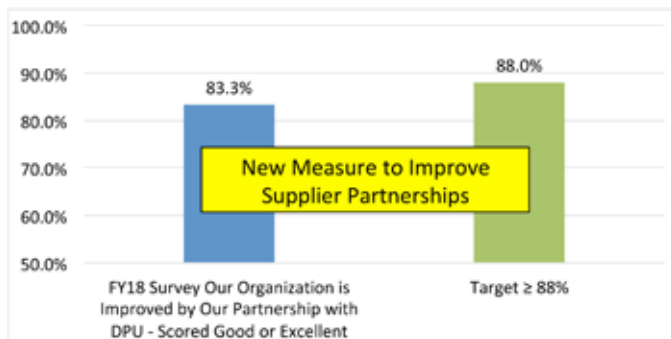 100.0%
90.0%
80.0%
70.0%
60.0%
50.0%
83.3%
88.0%
New Measure to Improve
Supplier Partnerships
FY18 Survey Our Organization is
Improved by Our Partnership with
DPU - Scored Good or Excellent
Target ≥ 88%